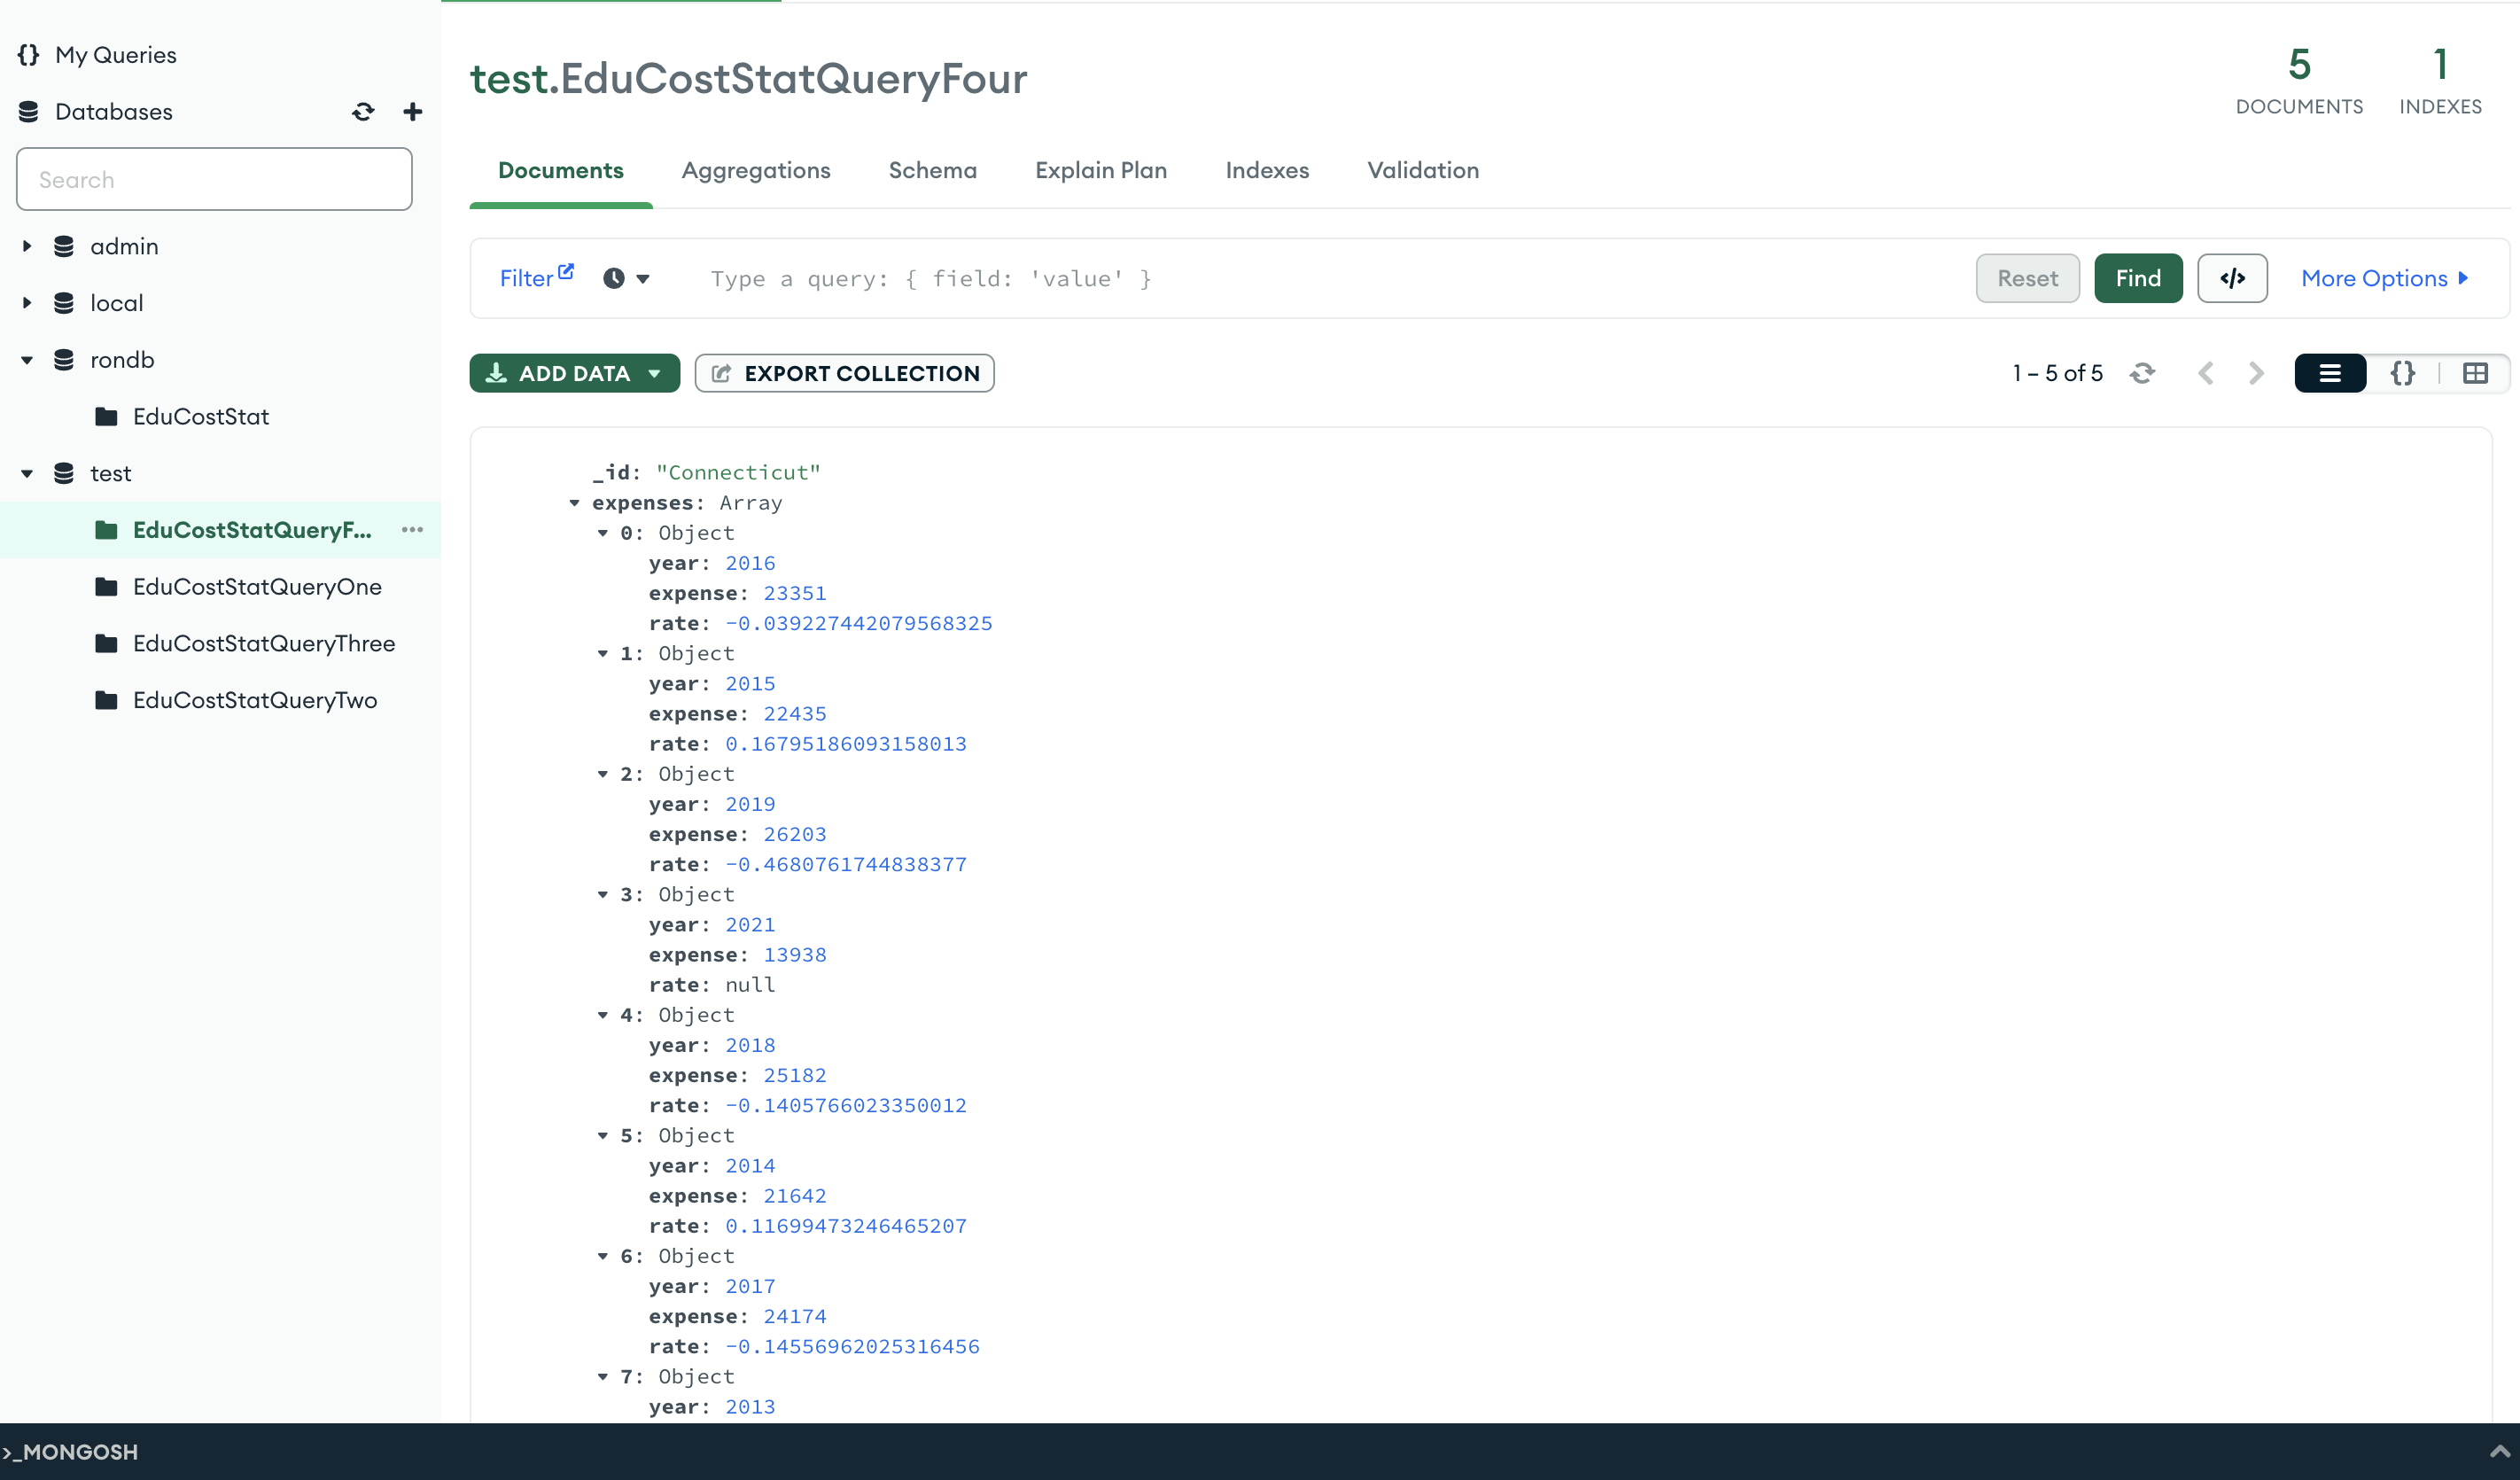 My Queries
Databases
Search
admin
local
rondb
EduCostStat
test
EduCostStatQueryF...
EduCostStatQueryOne
EduCostStatQueryThree
EduCostStatQueryTwo
test.EduCostStatQueryFour
5
DOCUMENTS
1
INDEXES
Documents Aggregations Schema Explain Plan Indexes Validation
Filter Type a query: { field: 'value' } Reset Find </> More Options
ADD DATA EXPORT COLLECTION 1 – 5 of 5 {}
_id: "Connecticut"
expenses: Array
0: Object
year: 2016
expense: 23351
rate: -0.039227442079568325
1: Object
year: 2015
expense: 22435
rate: 0.16795186093158013
2: Object
year: 2019
expense: 26203
rate: -0.4680761744838377
3: Object
year: 2021
expense: 13938
rate: null
4: Object
year: 2018
expense: 25182
rate: -0.1405766023350012
5: Object
year: 2014
expense: 21642
rate: 0.11699473246465207
6: Object
year: 2017
expense: 24174
rate: -0.14556962025316456
7: Object
year: 2013
>_MONGOSH